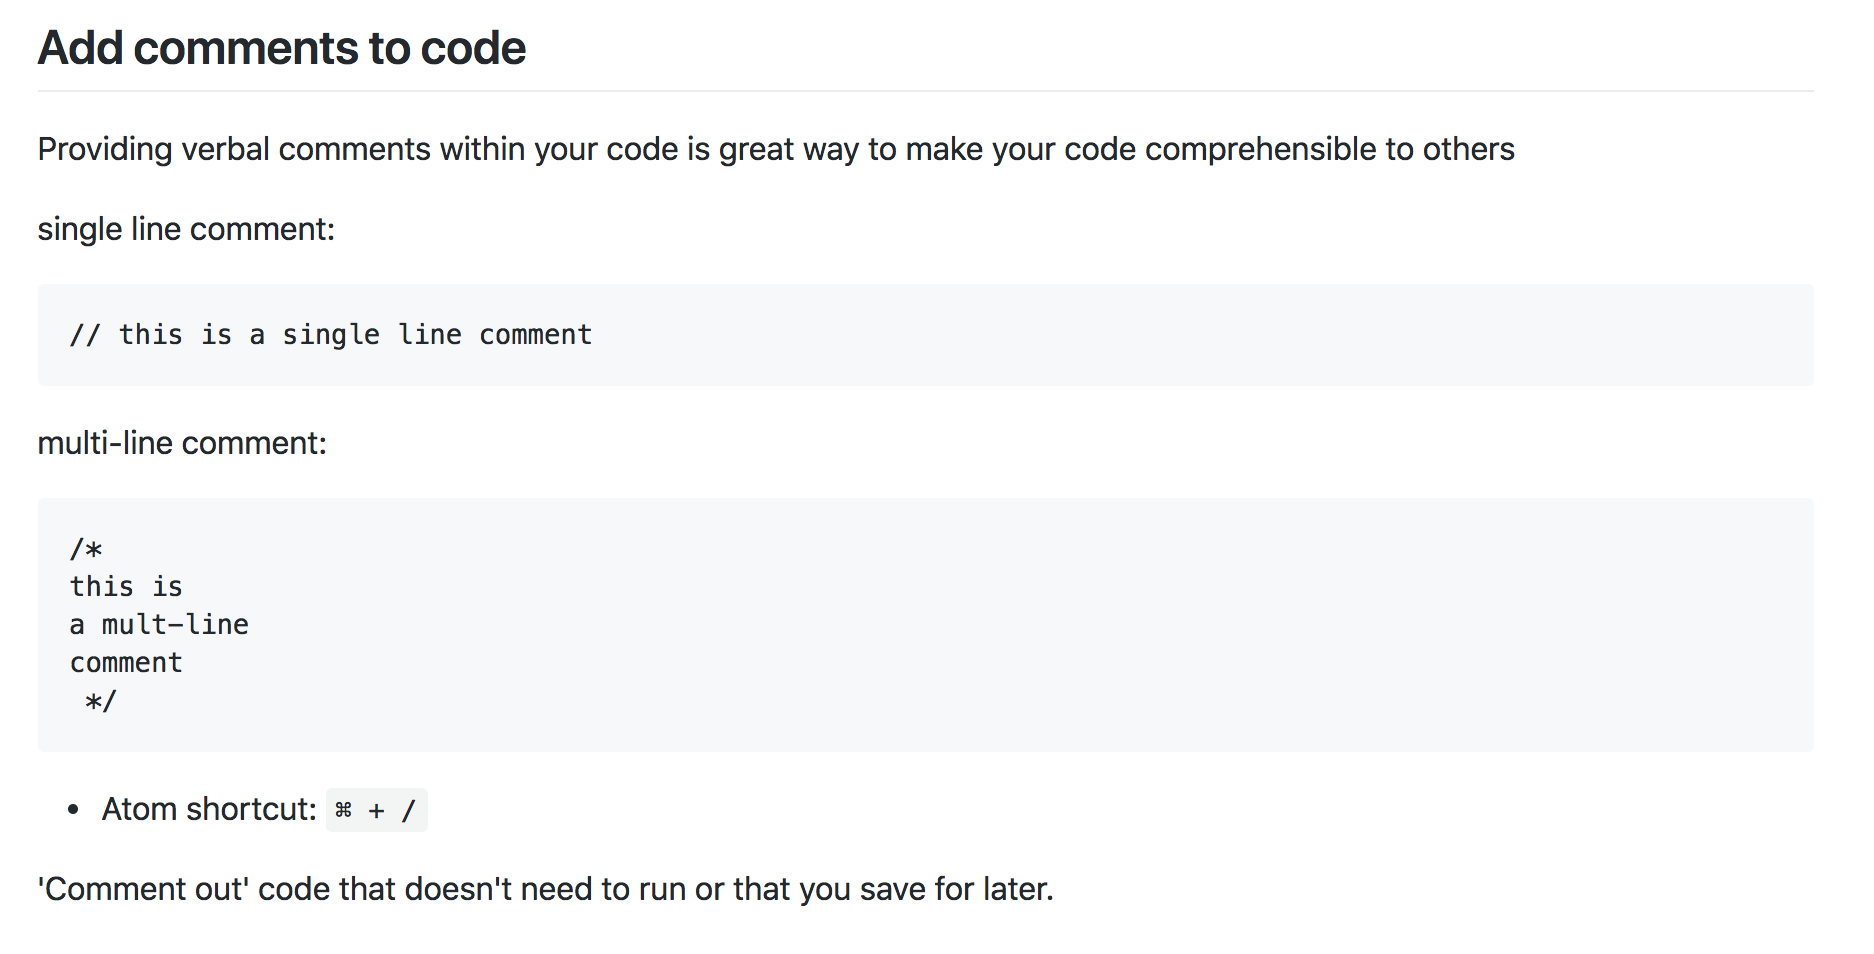 Add comments to code
Providing verbal comments within your code is great way to make your code comprehensible to others
single line comment:
// this is a single line comment
multi-line comment:
/*
this is
a mult-line
comment
 */
• Atom shortcut: ⌘ + /
'Comment out' code that doesn't need to run or that you save for later.